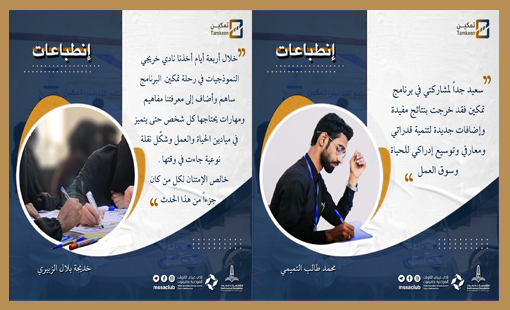 تمكين
Tamkeen
إنطباعات
سعيد جداً لمشاركتي في برنامج
تمكين فقد خرجت بنتائج مفيدة
وإضافات جديدة لتنمية قدراتي
ومعارفي وتوسيع إدراكي للحياة
وسوق العمل
محمد طالب التميمي
mssaclub
تمكين
Tamkeen
إنطباعات
خلال أربعة أيام أخذنا نادي خريجي
النموذجيات في رحلة تمكين. البرنامج
ساهم وأضاف إلى معرفتنا مفاهيم
ومهارات يحتاجها كل شخص حتى يتميز
في ميادين الحياة والعمل وشكّل نقلة
نوعية جاءت في وقتها .
خالص الإمتنان لكل من كان
جزءاً من هذا الحدث
خديجة بلال الزبيري
mssaclub